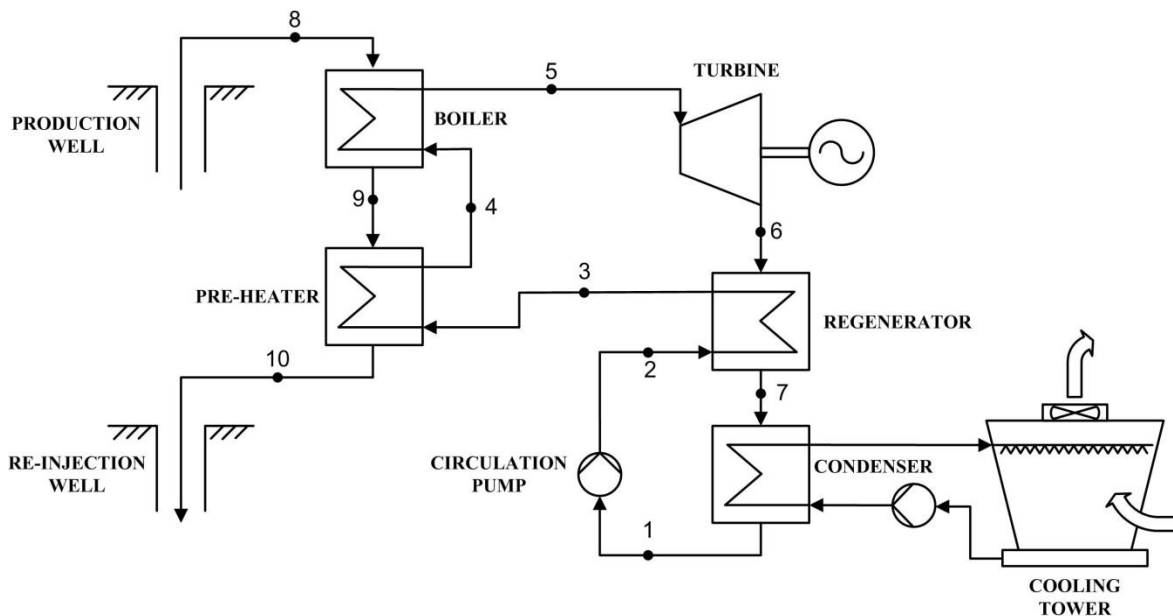 8
5
TURBINE
PRODUCTION
WELL
BOILER
9
4
6
3
PRE-HEATER
REGENERATOR
10
2
7
RE-INJECTION
WELL
CIRCULATION
PUMP
CONDENSER
1
COOLING
TOWER